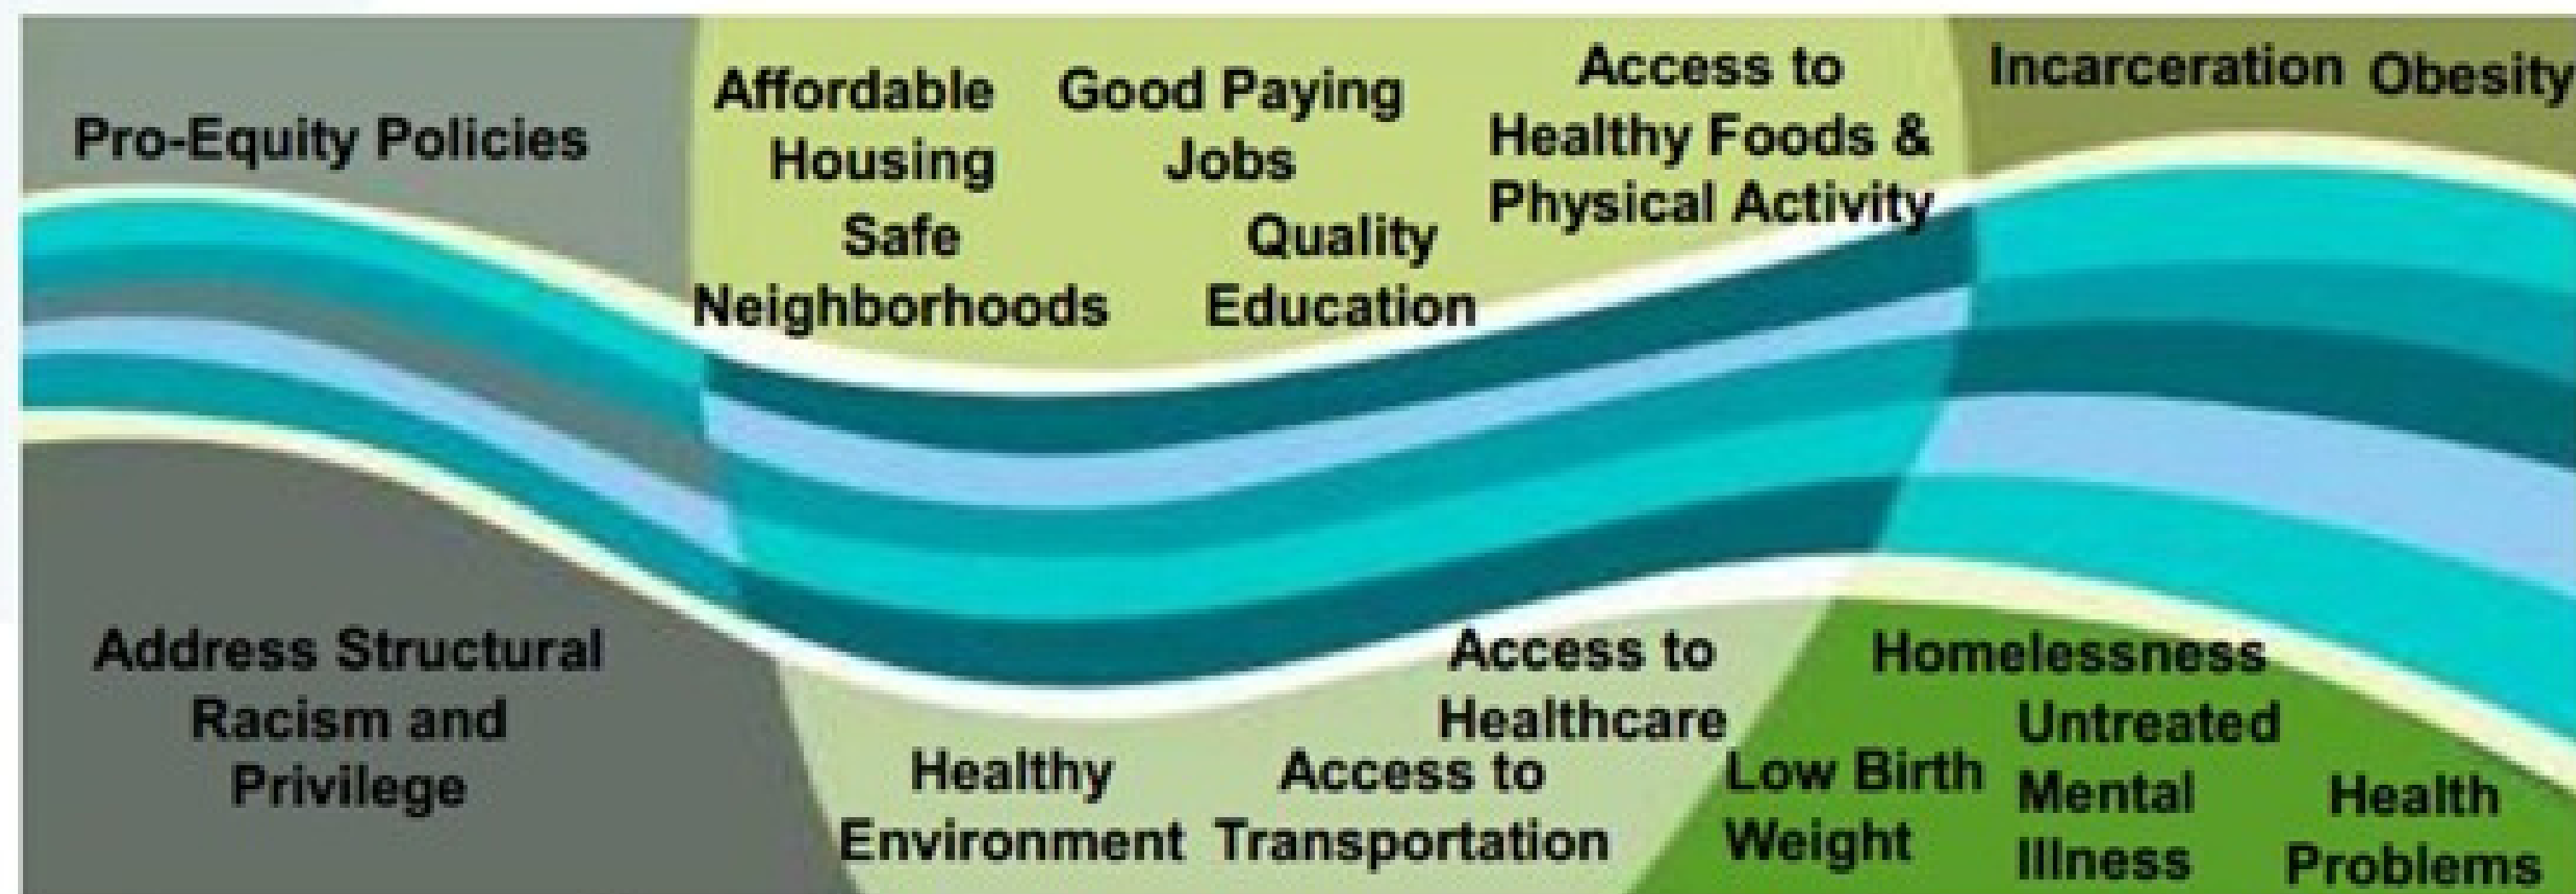 Pro-Equity Policies
Affordable
Housing
Good Paying
Jobs
Safe
Neighborhoods
Quality
Education
Access to
Healthy Foods &
Physical Activity
Incarceration
Obesity
Address Structural
Racism and
Privilege
Healthy
Environment
Access to
Transportation
Access to
Healthcare
Homelessness
Low Birth
Weight
Untreated
Mental
Illness
Health
Problems